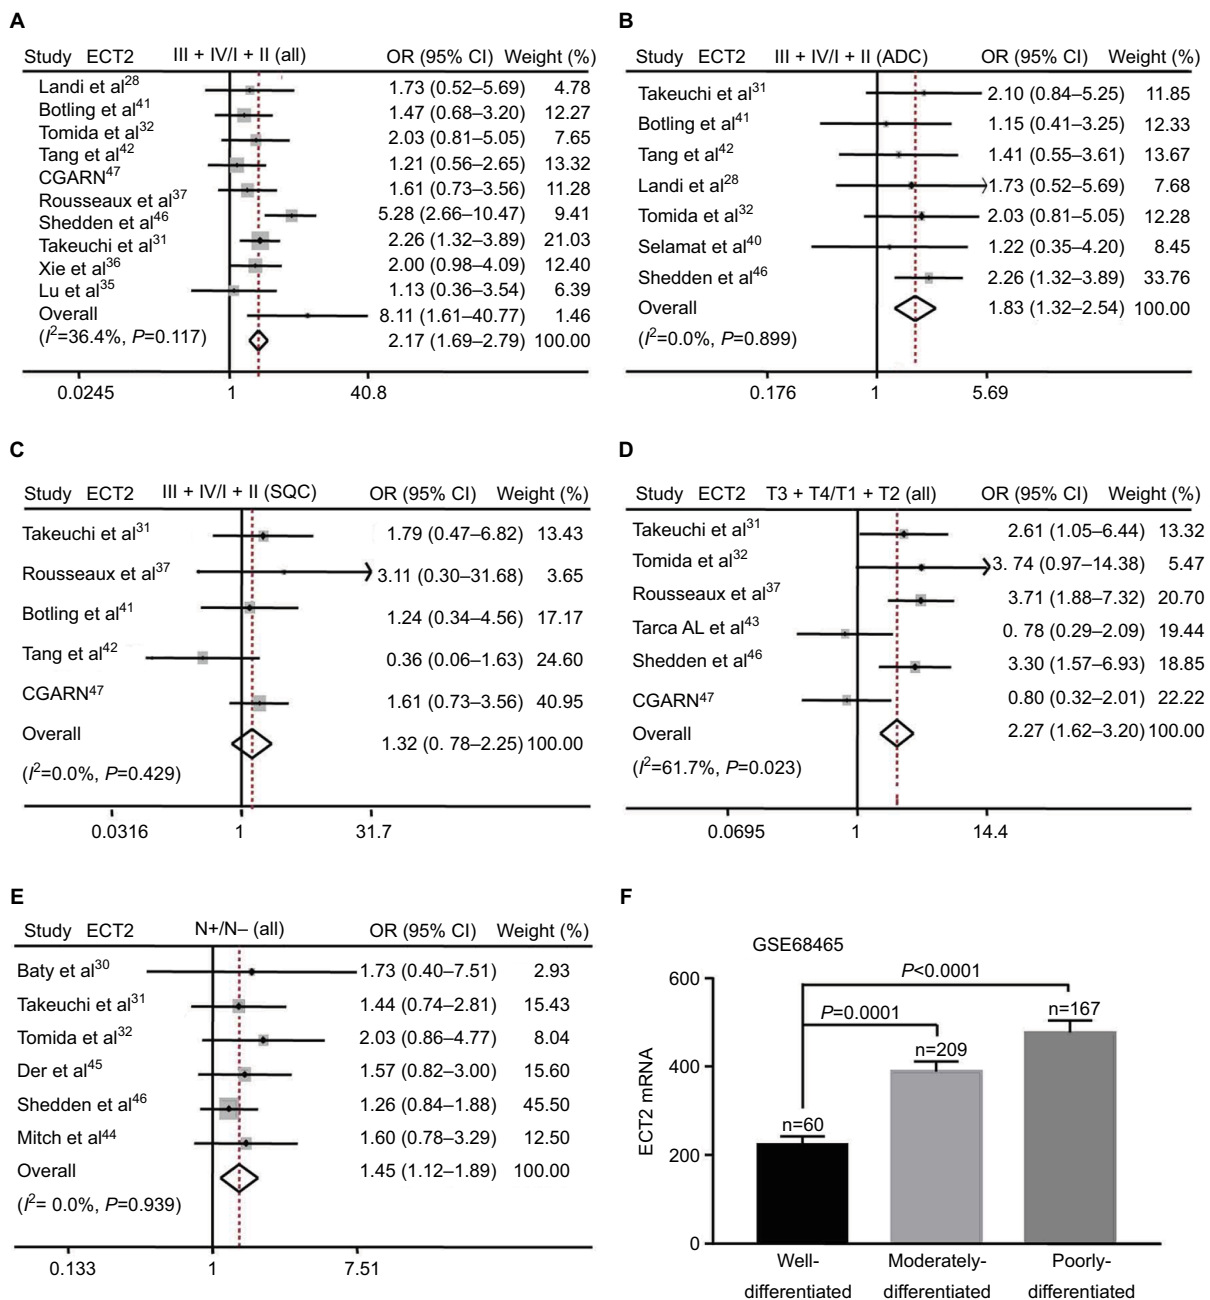 A
Study ECT2 III + IV/I + II (all) OR (95% CI) Weight (%)
Landi et al28 1.73 (0.52–5.69) 4.78
Botling et al41 1.47 (0.68–3.20) 12.27
Tomida et al32 2.03 (0.81–5.05) 7.65
Tang et al42 1.21 (0.56–2.65) 13.32
CGARN47 1.61 (0.73–3.56) 11.28
Rousseaux et al37 5.28 (2.66–10.47) 9.41
Shedden et al46 2.26 (1.32–3.89) 21.03
Takeuchi et al31 2.00 (0.98–4.09) 12.40
Xie et al36 1.13 (0.36–3.54) 6.39
Lu et al35 8.11 (1.61–40.77) 1.46
Overall 2.17 (1.69–2.79) 100.00
(I2=36.4%, P=0.117)
0.0245 1 40.8
B
Study ECT2 III + IV/I + II (ADC) OR (95% CI) Weight (%)
Takeuchi et al31 2.10 (0.84–5.25) 11.85
Botling et al41 1.15 (0.41–3.25) 12.33
Tang et al42 1.41 (0.55–3.61) 13.67
Landi et al28 1.73 (0.52–5.69) 7.68
Tomida et al32 2.03 (0.81–5.05) 12.28
Selamat et al40 1.22 (0.35–4.20) 8.45
Shedden et al46 2.26 (1.32–3.89) 33.76
Overall 1.83 (1.32–2.54) 100.00
(I2=0.0%, P=0.899)
0.176 1 5.69
C
Study ECT2 III + IV/I + II (SQC) OR (95% CI) Weight (%)
Takeuchi et al31 1.79 (0.47–6.82) 13.43
Rousseaux et al37 3.11 (0.30–31.68) 3.65
Botling et al41 1.24 (0.34–4.56) 17.17
Tang et al42 0.36 (0.06–1.63) 24.60
CGARN47 1.61 (0.73–3.56) 40.95
Overall 1.32 (0. 78–2.25) 100.00
(I2=0.0%, P=0.429)
0.0316 1 31.7
D
Study ECT2 T3 + T4/T1 + T2 (all) OR (95% CI) Weight (%)
Takeuchi et al31 2.61 (1.05–6.44) 13.32
Tomida et al32 3. 74 (0.97–14.38) 5.47
Rousseaux et al37 3.71 (1.88–7.32) 20.70
Tarca AL et al43 0. 78 (0.29–2.09) 19.44
Shedden et al46 3.30 (1.57–6.93) 18.85
CGARN47 0.80 (0.32–2.01) 22.22
Overall 2.27 (1.62–3.20) 100.00
(I2=61.7%, P=0.023)
0.0695 1 14.4
E
Study ECT2 N+/N– (all) OR (95% CI) Weight (%)
Baty et al30 1.73 (0.40–7.51) 2.93
Takeuchi et al31 1.44 (0.74–2.81) 15.43
Tomida et al32 2.03 (0.86–4.77) 8.04
Der et al45 1.57 (0.82–3.00) 15.60
Shedden et al46 1.26 (0.84–1.88) 45.50
Mitch et al44 1.60 (0.78–3.29) 12.50
Overall 1.45 (1.12–1.89) 100.00
(I2= 0.0%, P=0.939)
0.133 1 7.51
F
GSE68465
P<0.0001
P=0.0001
n=167
n=209
n=60
ECT2 mRNA
600
400
200
0
Well-differentiated
Moderately-differentiated
Poorly-differentiated